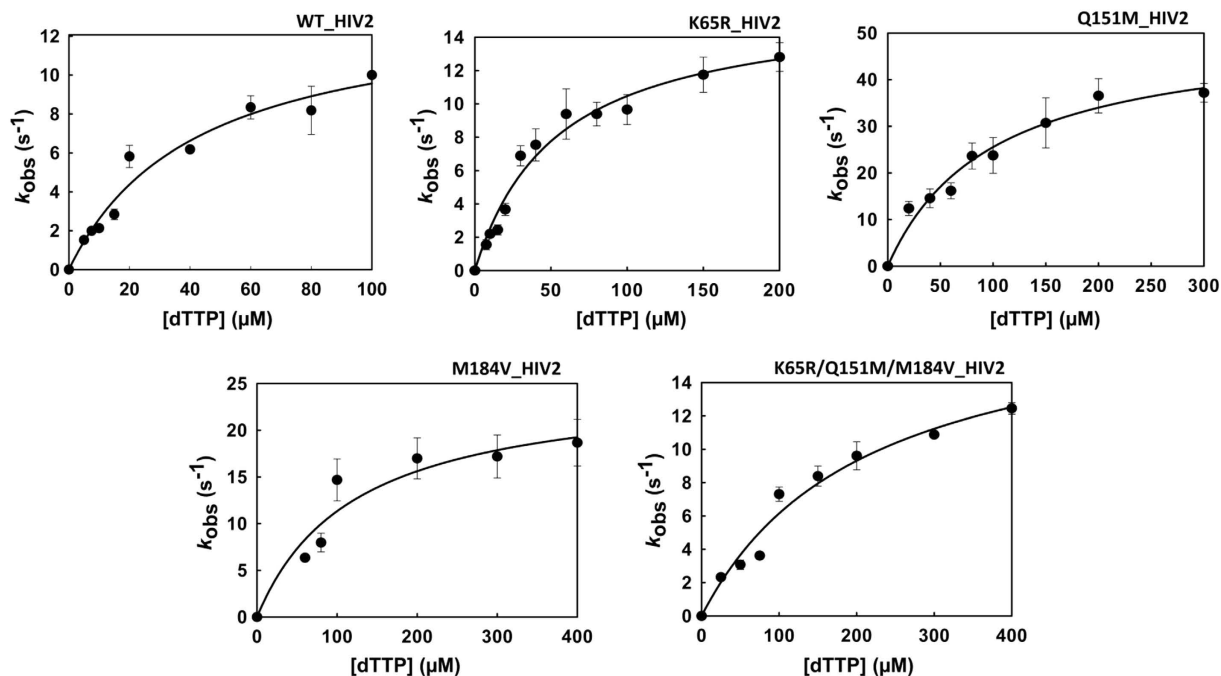 WT_HIV2
12
10
8
6
4
2
0
kobs (s-1)
0 20 40 60 80 100
[dTTP] (µM)
K65R_HIV2
14
12
10
8
6
4
2
0
kobs (s-1)
0 50 100 150 200
[dTTP] (µM)
Q151M_HIV2
50
40
30
20
10
0
kobs (s-1)
0 50 100 150 200 250 300
[dTTP] (µM)
M184V_HIV2
25
20
15
10
5
0
kobs (s-1)
0 100 200 300 400
[dTTP] (µM)
K65R/Q151M/M184V_HIV2
14
12
10
8
6
4
2
0
kobs (s-1)
0 100 200 300 400
[dTTP] (µM)